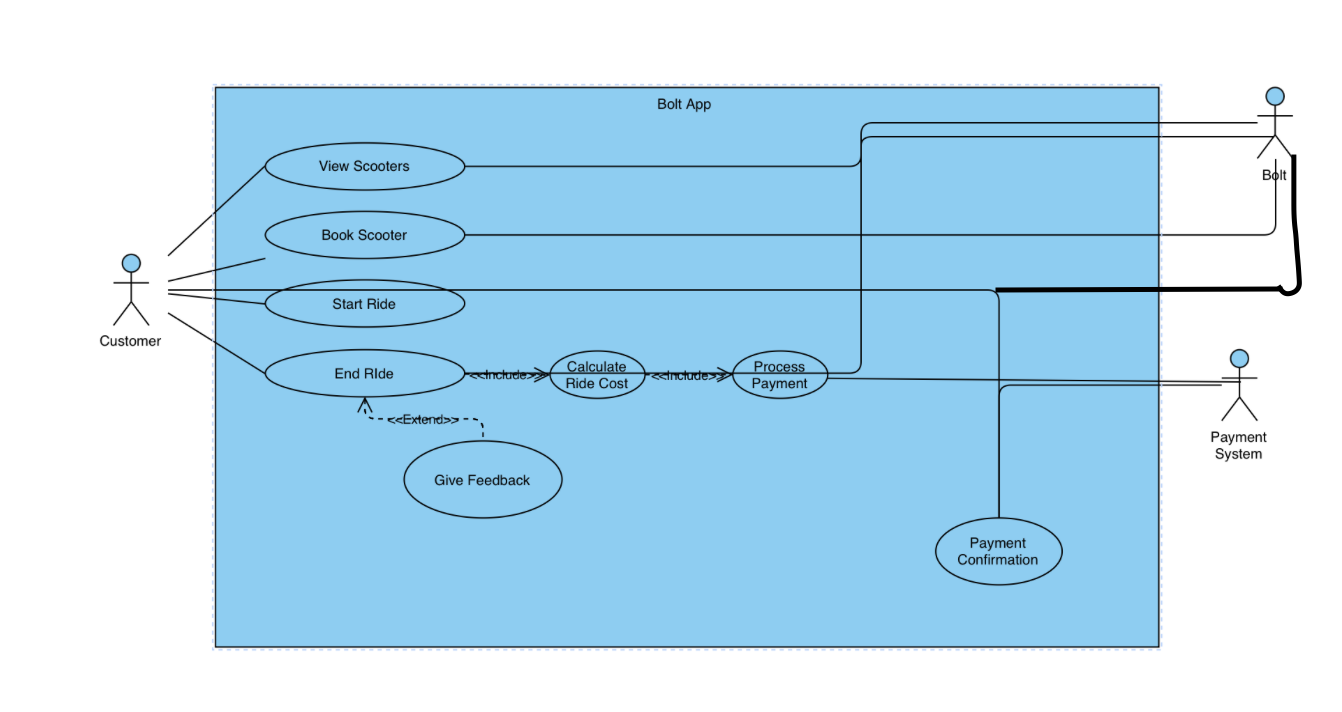 Bolt App
View Scooters
Bolt
Book Scooter
Start Ride
Customer
End RIde
<<Include>>
Calculate
Ride Cost
<<Include>>
Process
Payment
<<Extend>>
Payment
System
Give Feedback
Payment
Confirmation